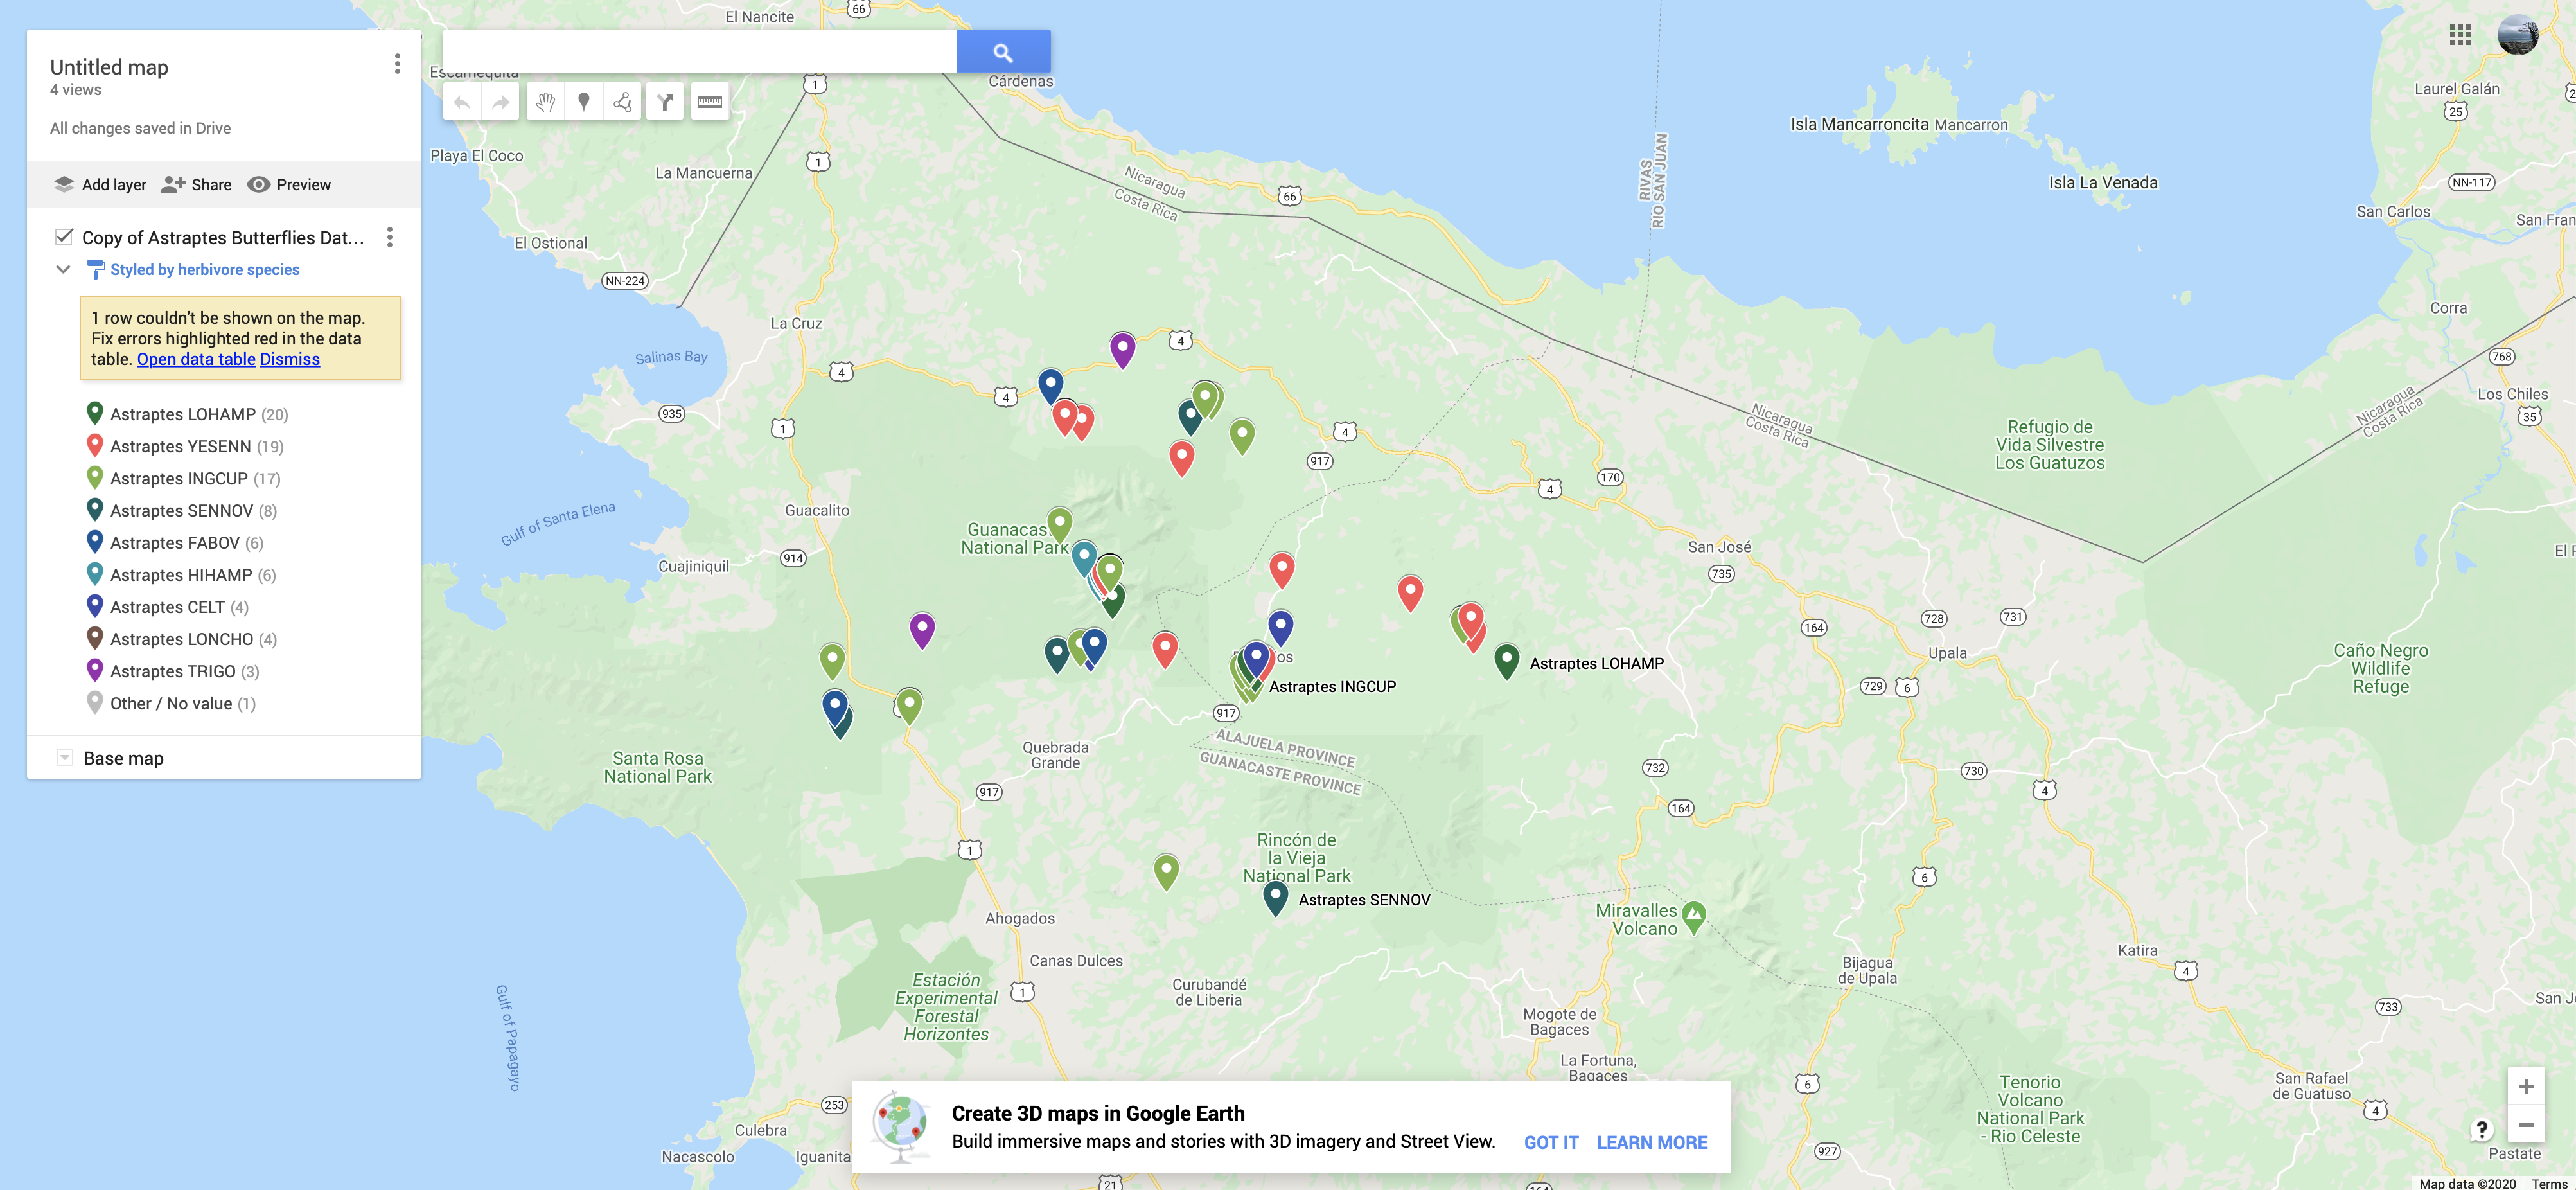 Untitled map
4 views
All changes saved in Drive
Add layer
Share
Preview
Copy of Astraptes Butterflies Dat...
Styled by herbivore species
1 row couldn't be shown on the map.
Fix errors highlighted red in the data
table. Open data table Dismiss
Astraptes LOHAMP (20)
Astraptes YESENN (19)
Astraptes INGCUP (17)
Astraptes SENNOV (8)
Astraptes FABOV (6)
Astraptes HIHAMP (6)
Astraptes CELT (4)
Astraptes LONCHO (4)
Astraptes TRIGO (3)
Other / No value (1)
Base map
El Nancite
66
1
Cárdenas
Playa El Coco
La Mancuerna
1
Nicaragua
Costa Rica
66
RIVAS
RIO SAN JUAN
Isla Mancarroncita
Mancarron
Isla La Venada
Laurel Galán
25
NN-117
San Carlos
El Ostional
NN-224
La Cruz
Salinas Bay
4
4
4
935
1
4
917
170
4
Nicaragua
Costa Rica
Refugio de
Vida Silvestre
Los Guatuzos
Corra
768
Los Chiles
35
Nicaragua
Costa Rica
Guacalito
Gulf of Santa Elena
914
Cuajiniquil
Guanacas
National Park
San José
735
164
728
731
Upala
729
6
Caño Negro
Wildlife
Refuge
Astraptes LOHAMP
Astraptes INGCUP
917
ALAJUELA PROVINCE
GUANACASTE PROVINCE
Quebrada
Grande
Santa Rosa
National Park
917
732
730
164
4
1
Rincón de
la Vieja
National Park
Astraptes SENNOV
6
Miravalles
Volcano
Ahogados
Canas Dulces
Katira
4
Bijagua
de Upala
Estación
Experimental
Forestal
Horizontes
1
Curubandé
de Liberia
Gulf of Papagayo
Mogote de
Bagaces
733
La Fortuna,
Bagaces
6
Tenorio
Volcano
National Park
- Rio Celeste
San Rafael
de Guatuso
4
253
Culebra
Nacascolo
Iguanita
Create 3D maps in Google Earth
Build immersive maps and stories with 3D imagery and Street View.
GOT IT
LEARN MORE
927
21
Pastate
Map data ©2020
Terms